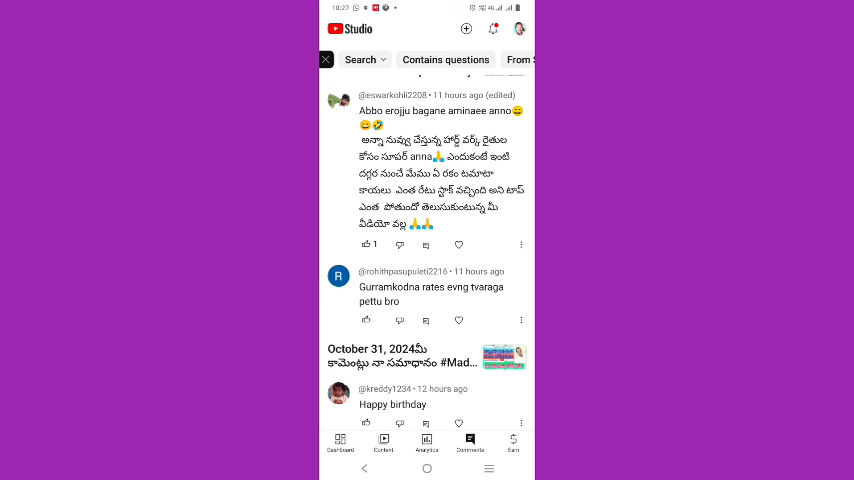 10:27
Studio
Search
Contains questions
From S
@eswarkohli2208 • 11 hours ago (edited)
Abbo erojju bagane aminaee anno😄
😄🤣
అన్నా నువ్వు చేస్తున్న హార్డ్ వర్క్ రైతుల
కోసం సూపర్ anna🙏 ఎందుకంటే ఇంటి
దగ్గర నుంచే మేము ఏ రకం టమాటా
కాయలు ఎంత రేటు స్టాక్ వచ్చింది అని టాప్
ఎంత పోతుందో తెలుసుకుంటున్న మీ
వీడియో వల్ల 🙏🙏
1
R
@rohithpasupuleti2216 • 11 hours ago
Gurramkodna rates evng tvaraga
pettu bro
October 31, 2024మీ
కామెంట్లు నా సమాధానం #Mad...
@kreddy1234 • 12 hours ago
Happy birthday
Dashboard
Content
Analytics
Comments
Earn